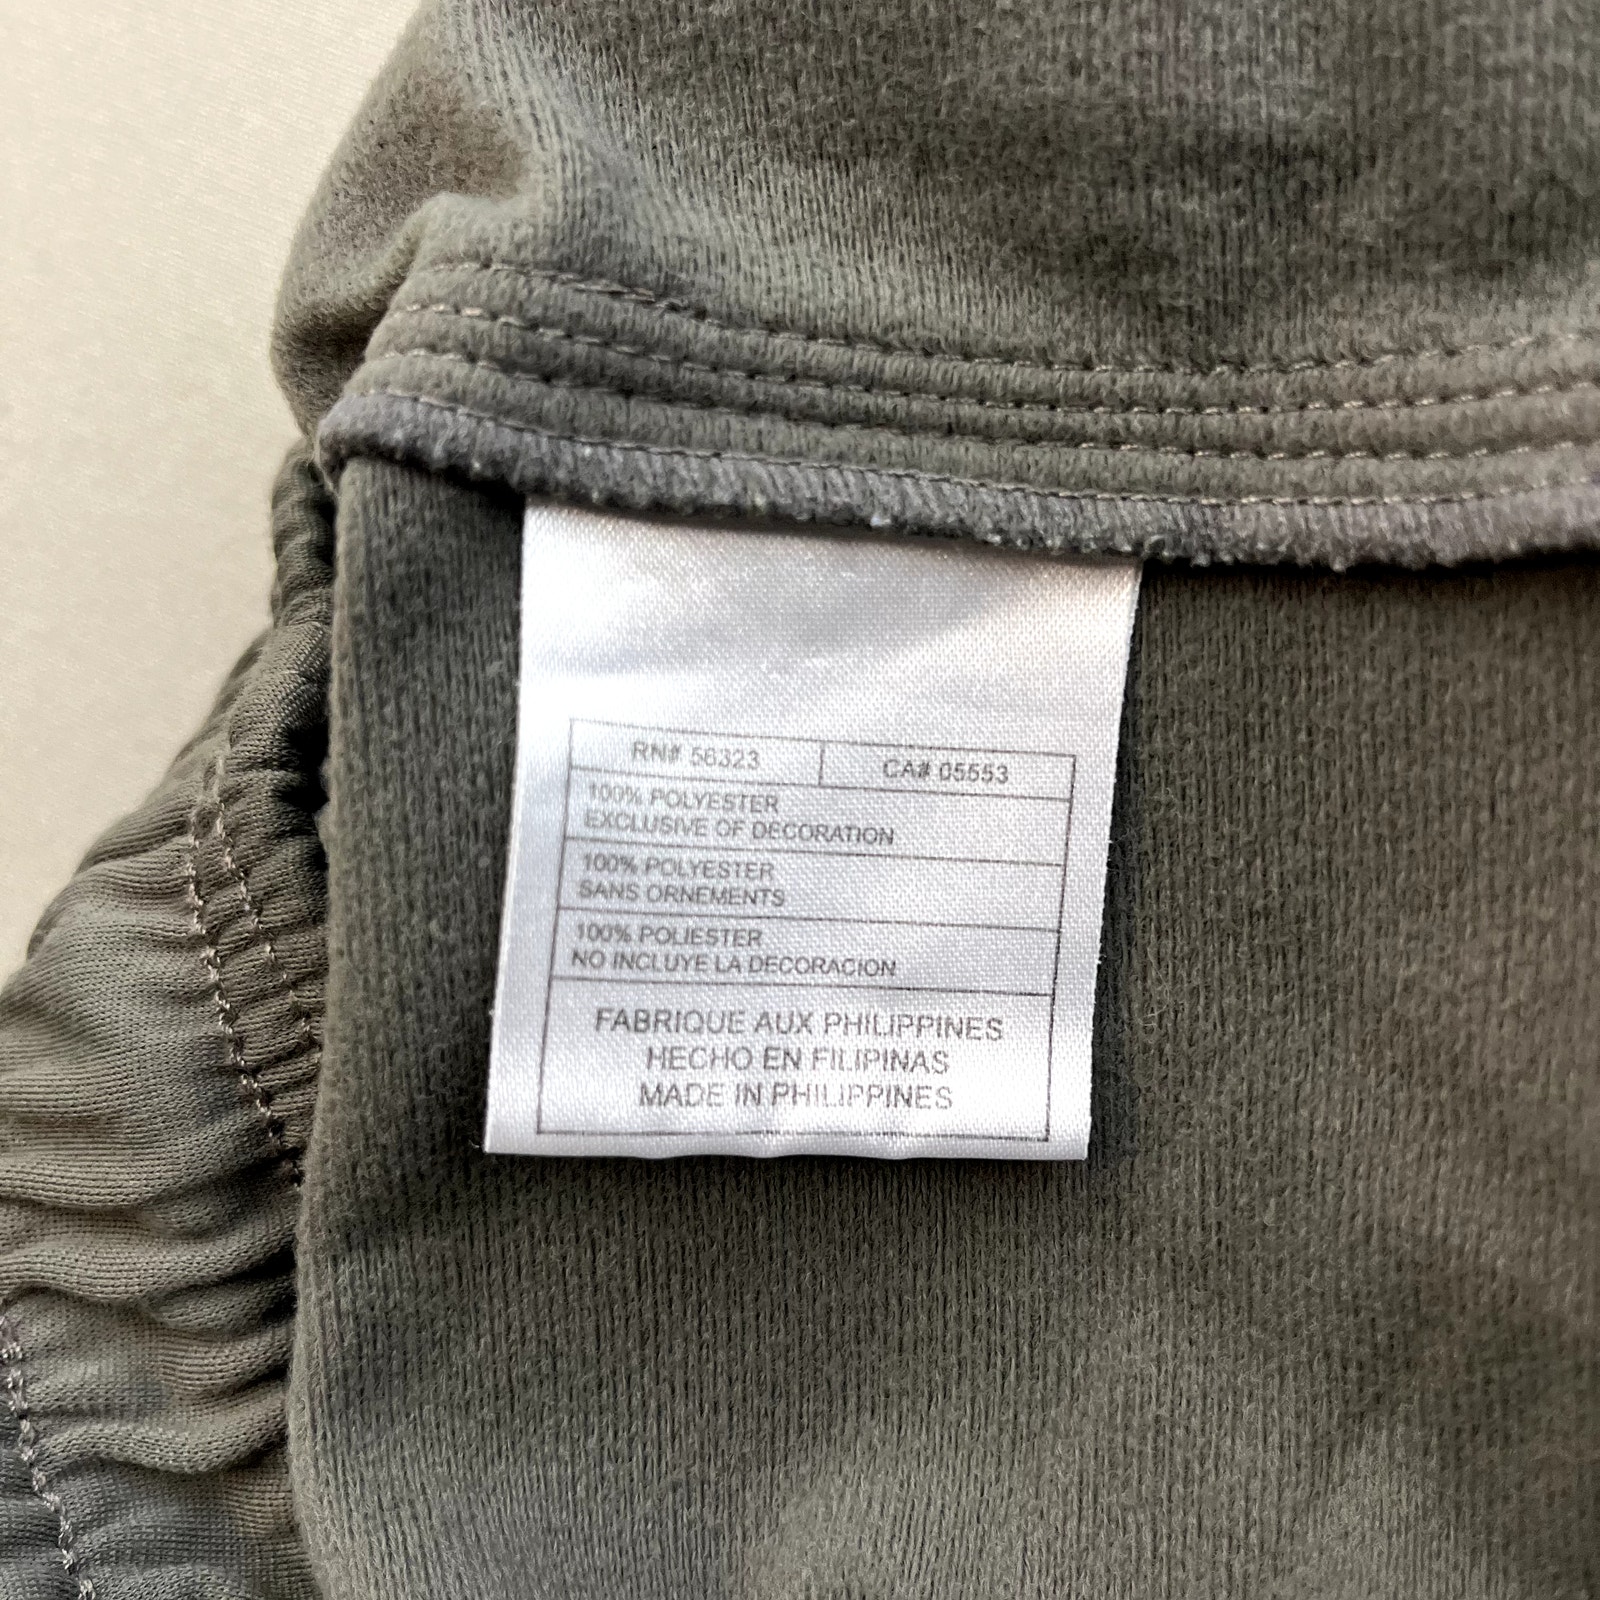 RN# 56323 CA# 05553
100% POLYESTER
EXCLUSIVE OF DECORATION
100% POLYESTER
SANS ORNEMENTS
100% POLIESTER
NO INCLUYE LA DECORACION
FABRIQUE AUX PHILIPPINES
HECHO EN FILIPINAS
MADE IN PHILIPPINES